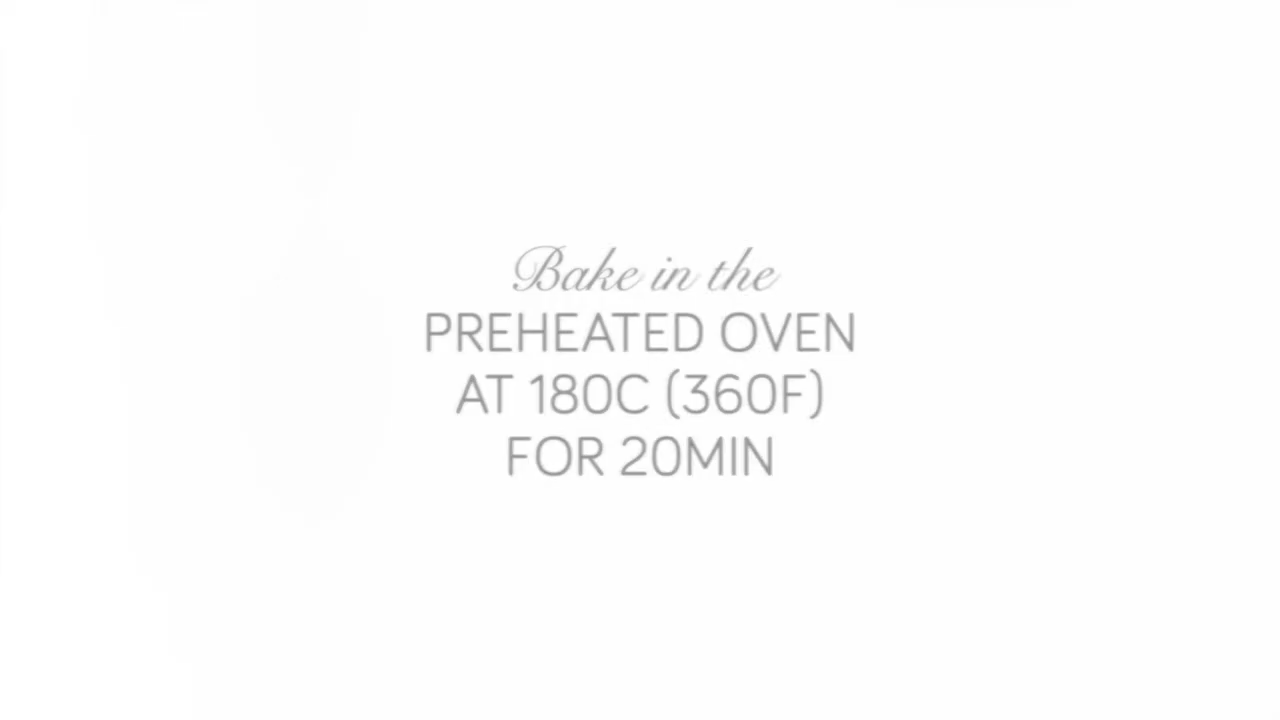 Bake in the
PREHEATED OVEN
AT 180C (360F)
FOR 20MIN